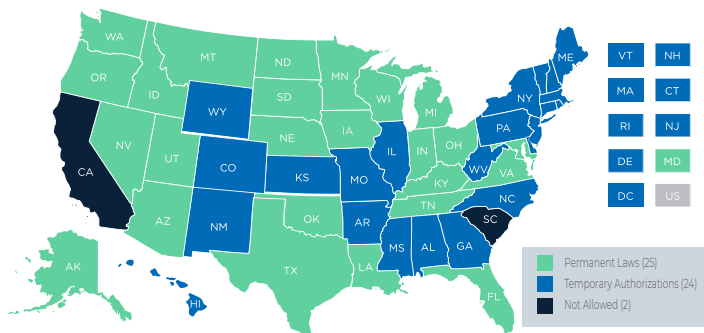 WA
MT
ND
MN
ME
VT
NH
OR
ID
SD
WI
MI
NY
MA
CT
WY
IA
PA
RI
NJ
NE
IL
IN
OH
NV
UT
CO
KS
MO
KY
WV
VA
DE
MD
CA
AZ
NM
OK
AR
TN
NC
DC
US
SC
MS
AL
GA
TX
LA
FL
AK
HI
Permanent Laws (25)
Temporary Authorizations (24)
Not Allowed (2)